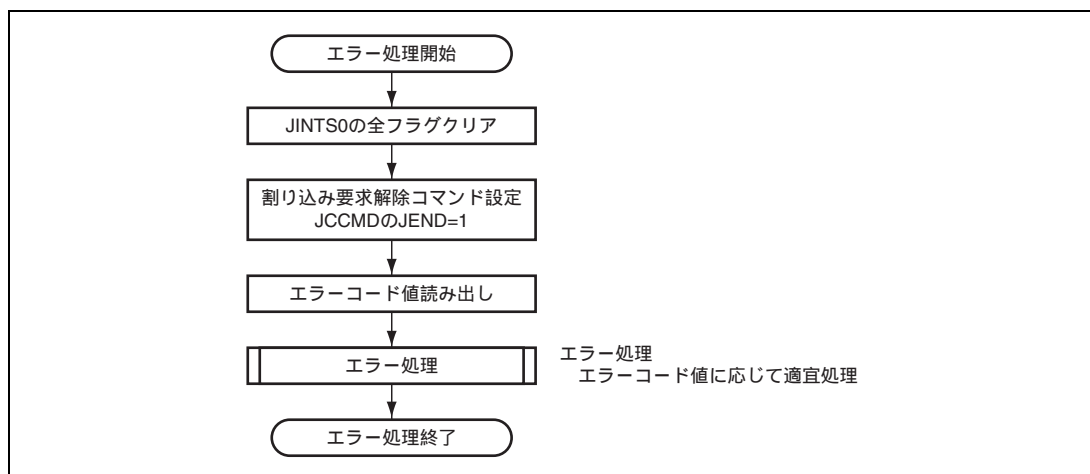 エラー処理開始
JINTS0の全フラグクリア
割り込み要求解除コマンド設定
JCCMDのJEND=1
エラーコード値読み出し
エラー処理
エラー処理
エラーコード値に応じて適宜処理
エラー処理終了